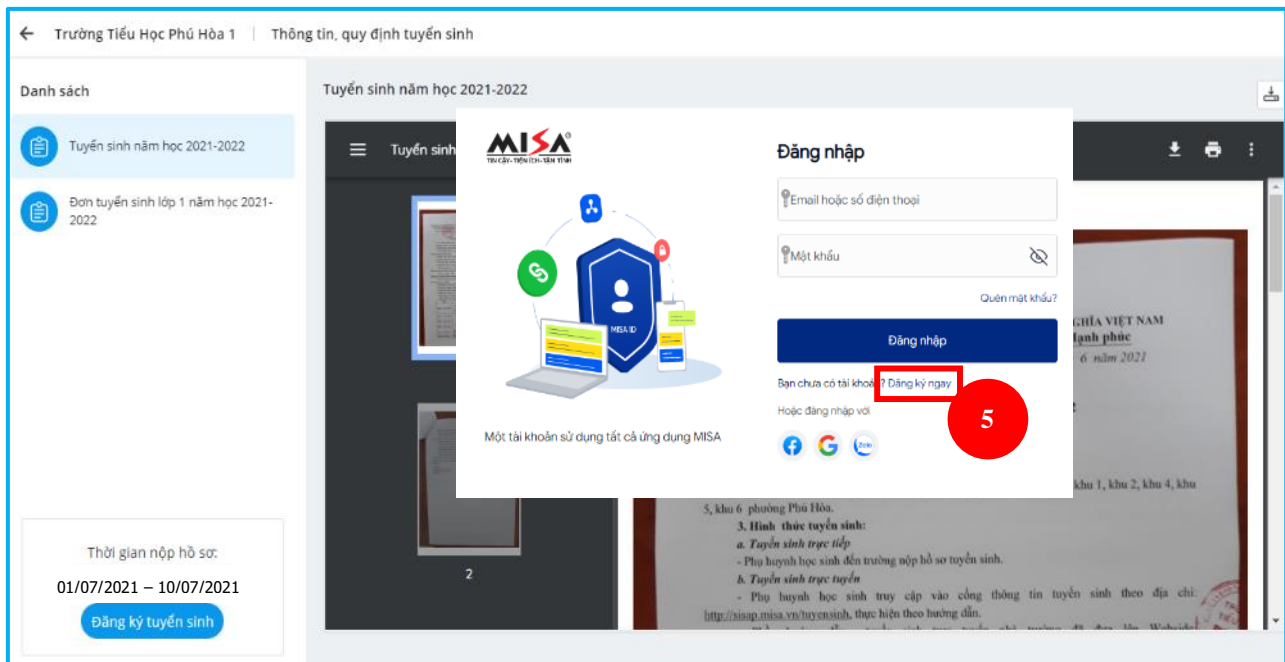 Trường Tiểu Học Phú Hòa 1 | Thông tin, quy định tuyển sinh
Danh sách
Tuyển sinh năm học 2021-2022
Đơn tuyển sinh lớp 1 năm học 2021-
2022
Thời gian nộp hồ sơ:
01/07/2021 – 10/07/2021
Đăng ký tuyển sinh
Tuyển sinh năm học 2021-2022
Tuyển sinh
2
MISA
TIN CẬY-TIỆN ÍCH-TẬN TÌNH
MISA ID
Một tài khoản sử dụng tất cả ứng dụng MISA
Đăng nhập
Email hoặc số điện thoại
Mật khẩu
Quên mật khẩu?
Đăng nhập
Bạn chưa có tài khoản? Đăng ký ngay
5
Hoặc đăng nhập với
Zalo
GHĨA VIỆT NAM
Hạnh phúc
6 năm 2021
khu 1, khu 2, khu 4, khu
5, khu 6 phường Phú Hòa.
3. Hình thức tuyển sinh:
a. Tuyển sinh trực tiếp
- Phụ huynh học sinh đến trường nộp hồ sơ tuyển sinh.
b. Tuyển sinh trực tuyến
- Phụ huynh học sinh truy cập vào cổng thông tin tuyển sinh theo địa chỉ:
http://sisap.misa.vn/tuyensinh, thực hiện theo hướng dẫn.